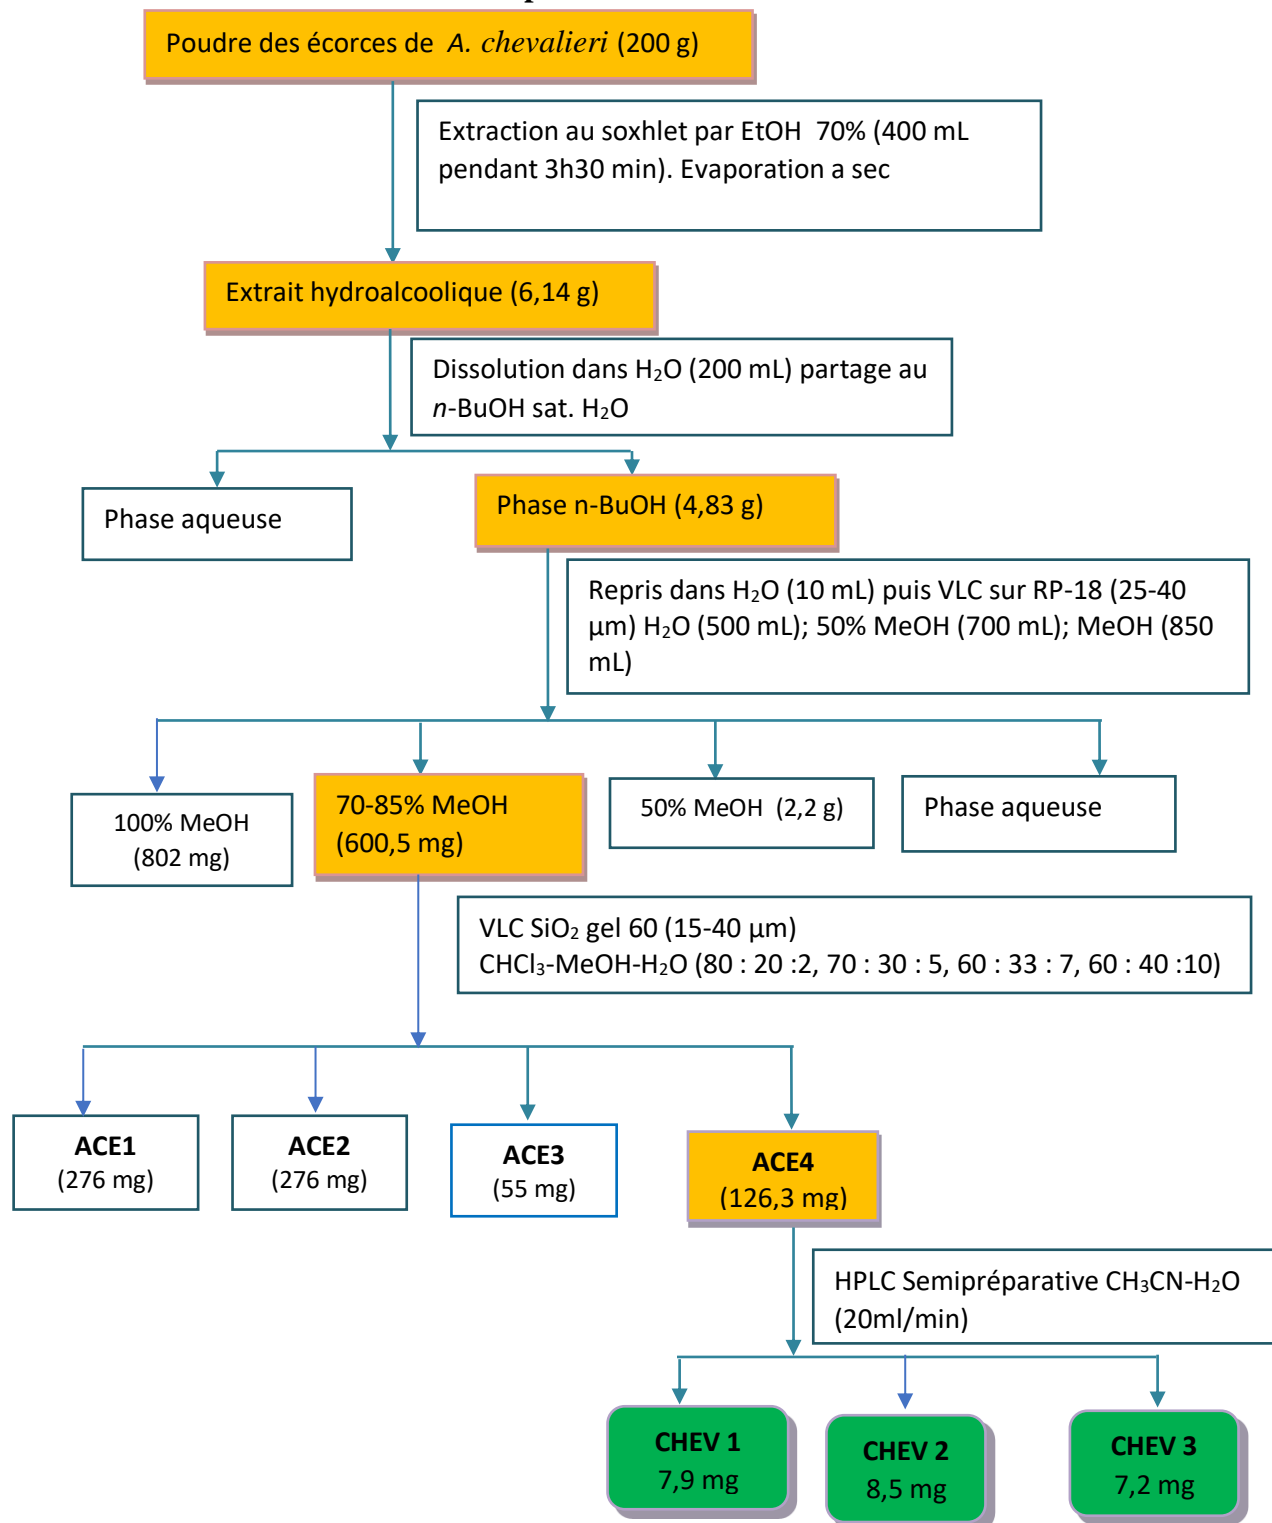 Poudre des écorces de A. chevalieri (200 g)
Extraction au soxhlet par EtOH 70% (400 mL
pendant 3h30 min). Evaporation a sec
Extrait hydroalcoolique (6,14 g)
Dissolution dans H₂O (200 mL) partage au
n-BuOH sat. H₂O
Phase aqueuse
Phase n-BuOH (4,83 g)
Repris dans H₂O (10 mL) puis VLC sur RP-18 (25-40
µm) H₂O (500 mL); 50% MeOH (700 mL); MeOH (850
mL)
100% MeOH
(802 mg)
70-85% MeOH
(600,5 mg)
50% MeOH (2,2 g)
Phase aqueuse
VLC SiO₂ gel 60 (15-40 µm)
CHCl₃-MeOH-H₂O (80 : 20 :2, 70 : 30 : 5, 60 : 33 : 7, 60 : 40 :10)
ACE1
(276 mg)
ACE2
(276 mg)
ACE3
(55 mg)
ACE4
(126,3 mg)
HPLC Semipréparative CH₃CN-H₂O
(20ml/min)
CHEV 1
7,9 mg
CHEV 2
8,5 mg
CHEV 3
7,2 mg